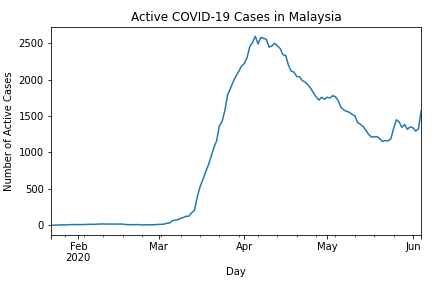 Active COVID-19 Cases in Malaysia
Number of Active Cases
2500
2000
1500
1000
500
0
Feb
2020
Mar
Apr
May
Jun
Day